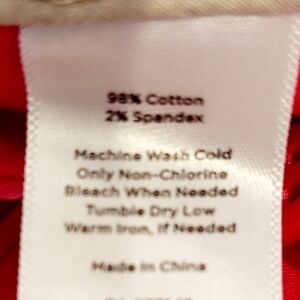 98% Cotton
2% Spandex
Machine Wash Cold
Only Non-Chlorine
Bleach When Needed
Tumble Dry Low
Warm Iron, If Needed
Made in China